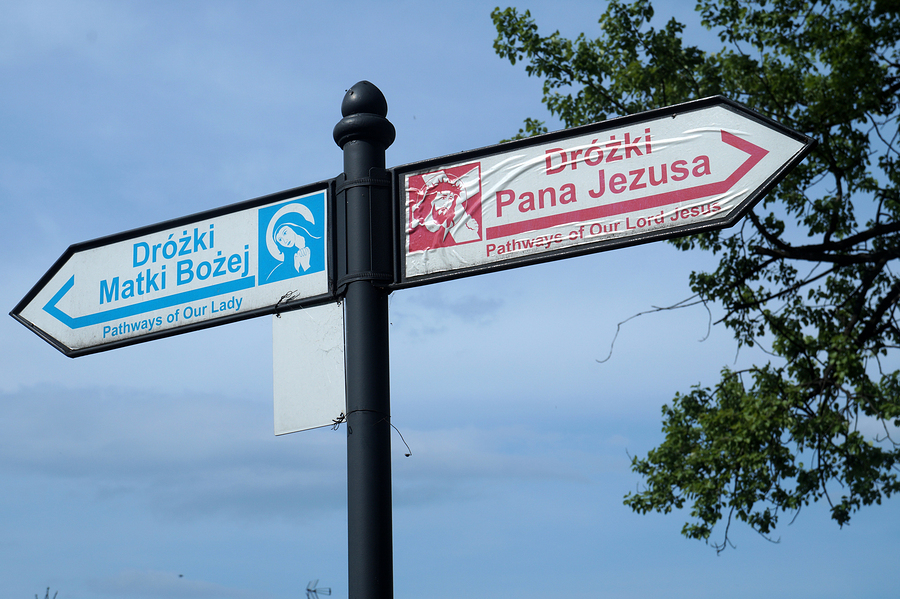 Dróżki
Matki Bożej
Pathways of Our Lady
Dróżki
Pana Jezusa
Pathways of Our Lord Jesus